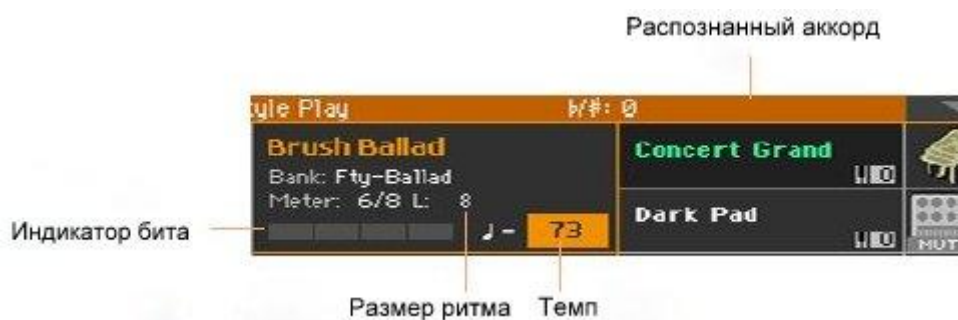 Распознанный аккорд
tyle Play ♭/#: 0
Brush Ballad
Concert Grand
Bank: Fty-Ballad
Meter: 6/8 L: 8
Индикатор бита
♩ - 73
Dark Pad
MUT
Размер ритма Темп